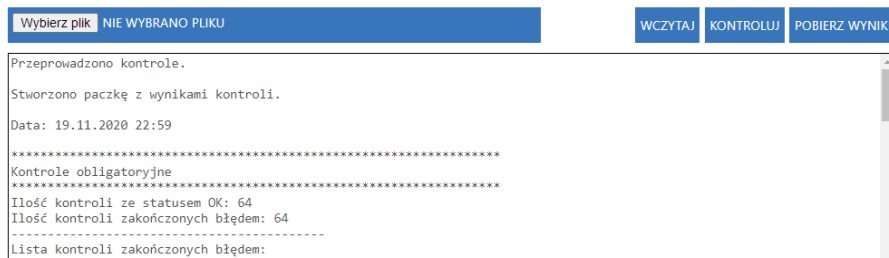 Wybierz plik NIE WYBRANO PLIKU WCZYTAJ KONTROLUJ POBIERZ WYNIK
Przeprowadzono kontrole.
Stworzono paczkę z wynikami kontroli.
Data: 19.11.2020 22:59
*******************************************************************
Kontrole obligatoryjne
*******************************************************************
Ilość kontroli ze statusem OK: 64
Ilość kontroli zakończonych błędem: 64
-------------------------------------------
Lista kontroli zakończonych błędem: